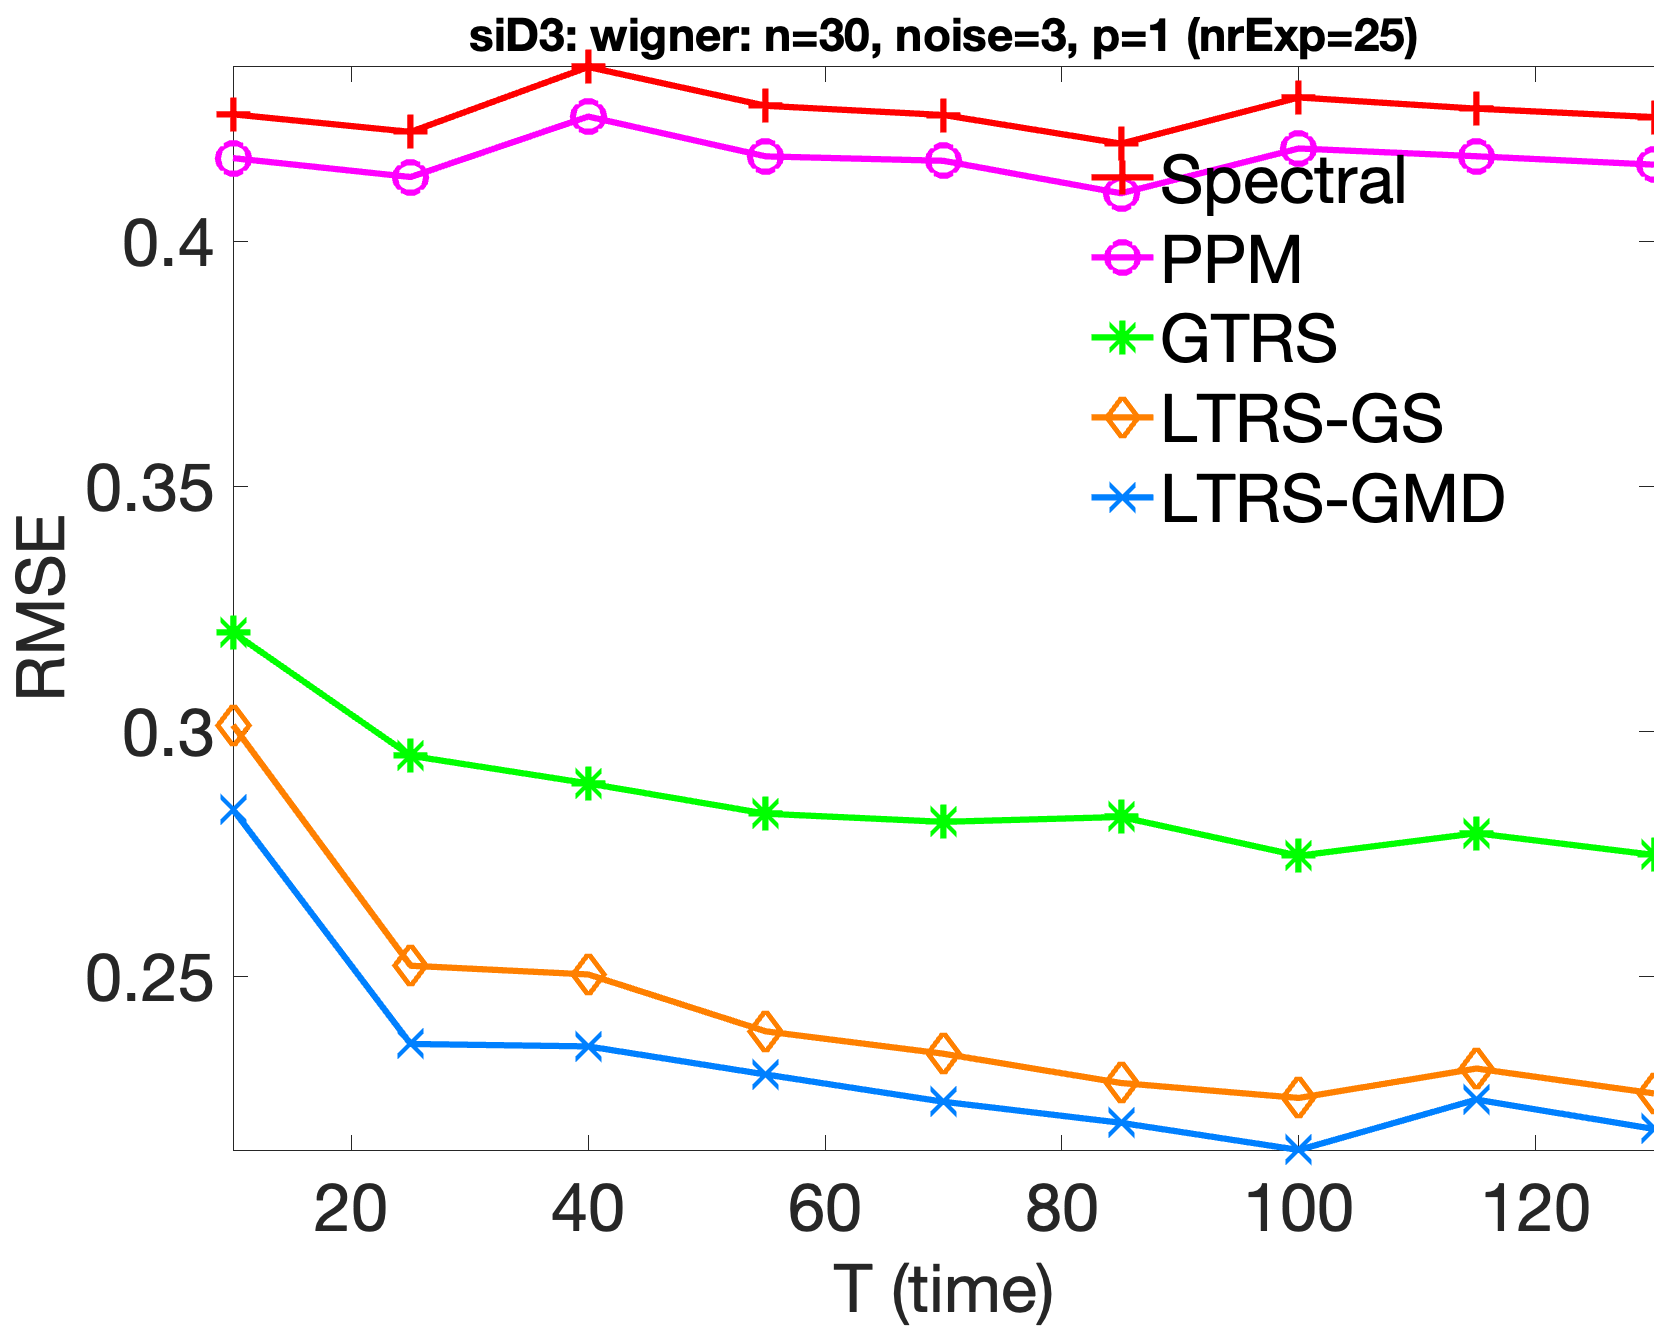 siD3: wigner: n=30, noise=3, p=1 (nrExp=25)
Spectral
PPM
GTRS
LTRS-GS
LTRS-GMD
0.4
0.35
0.3
0.25
RMSE
20 40 60 80 100 120
T (time)